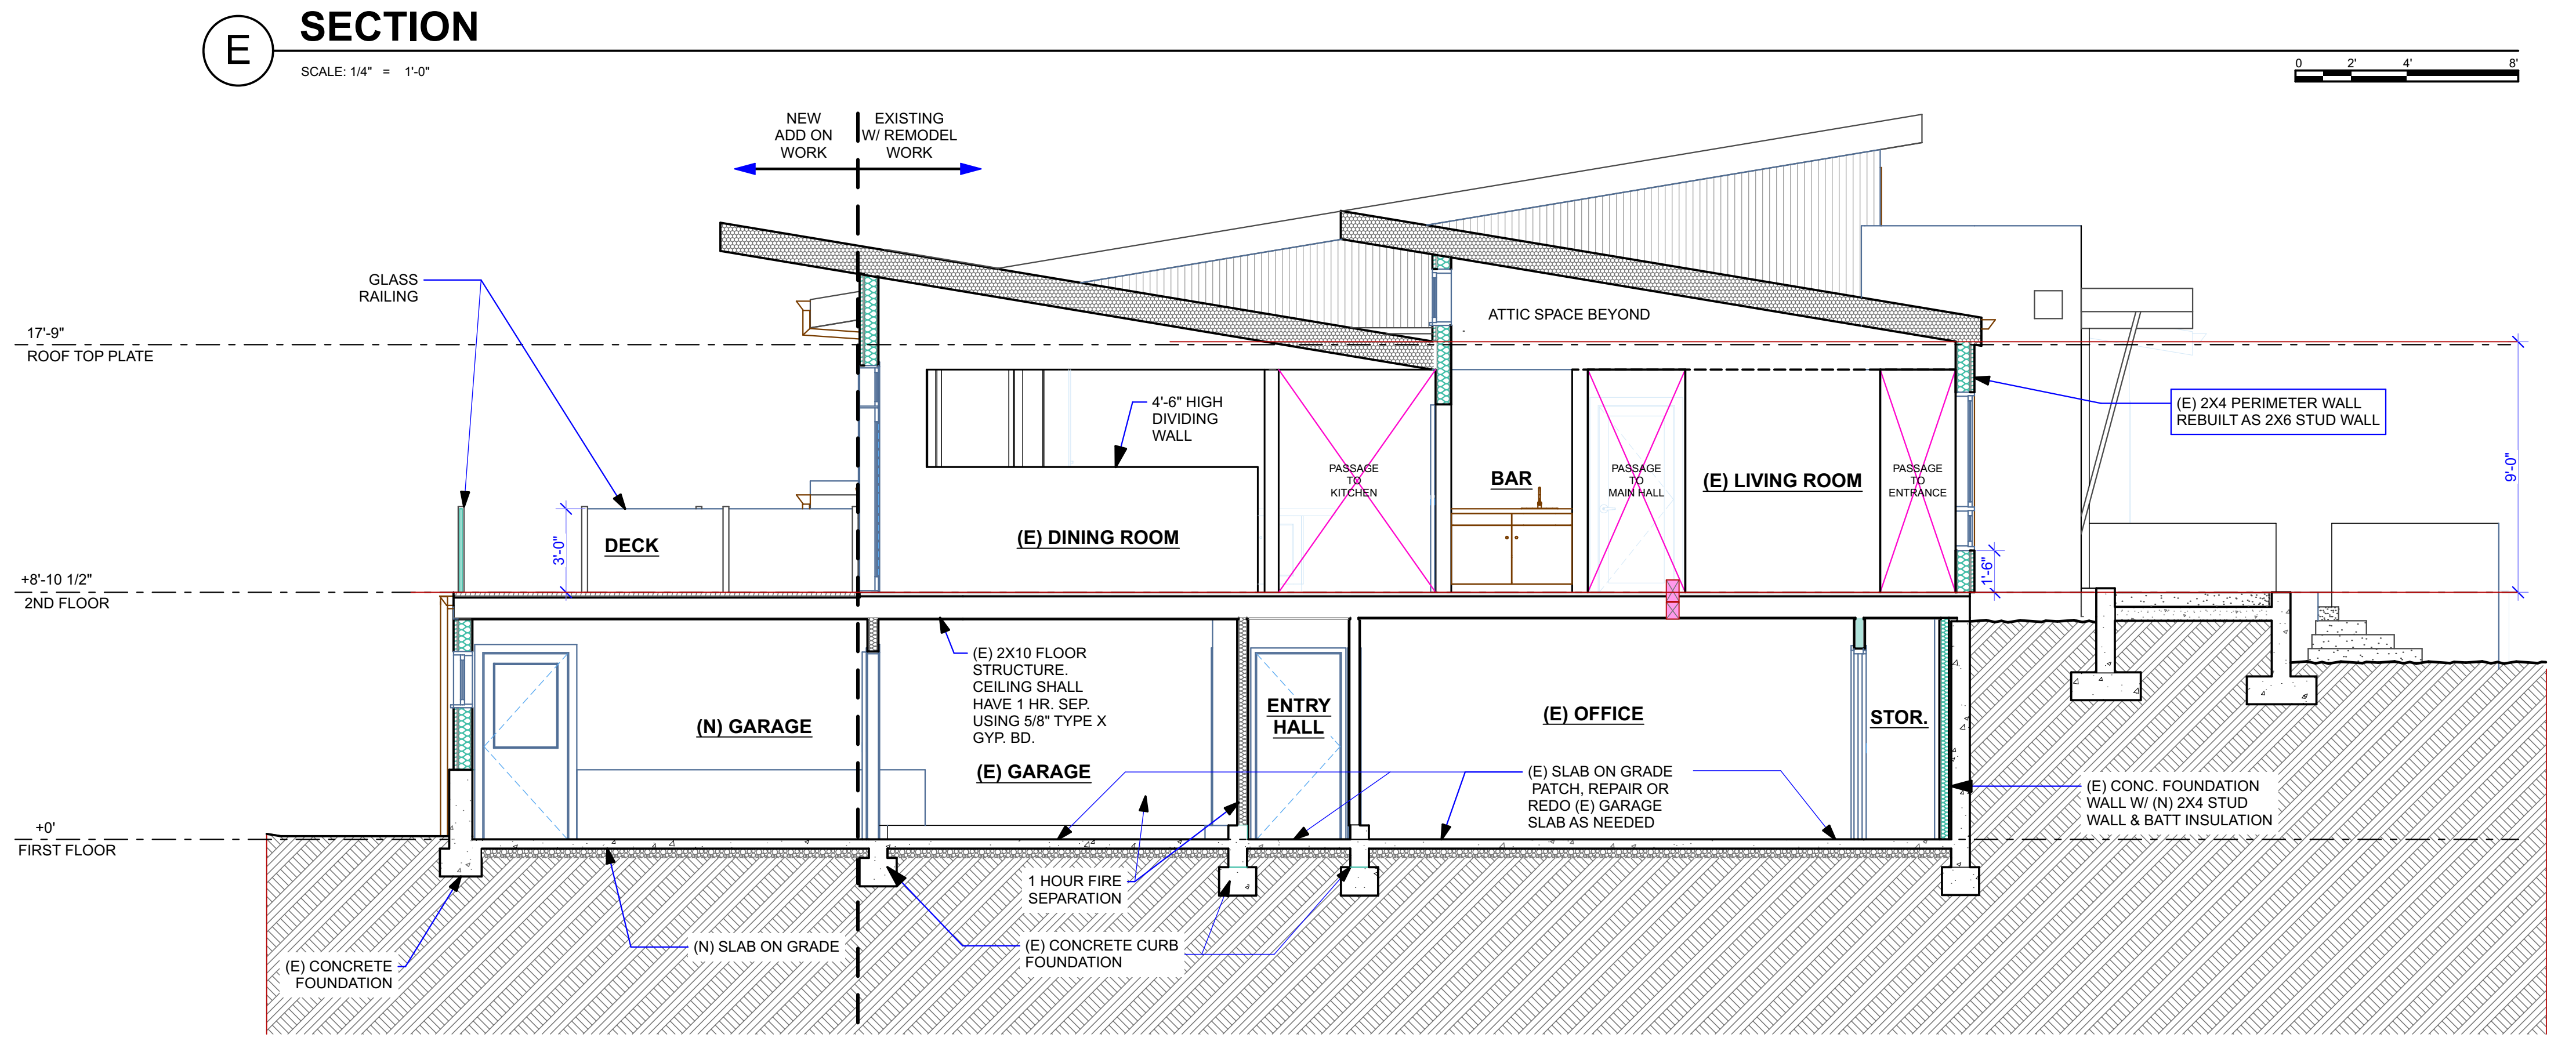 E
SECTION
SCALE: 1/4" = 1'-0"
0 2' 4' 8'
NEW
ADD ON
WORK
EXISTING
W/ REMODEL
WORK
GLASS
RAILING
ATTIC SPACE BEYOND
17'-9"
ROOF TOP PLATE
4'-6" HIGH
DIVIDING
WALL
(E) 2X4 PERIMETER WALL
REBUILT AS 2X6 STUD WALL
PASSAGE
TO
KITCHEN
BAR
PASSAGE
TO
MAIN HALL
(E) LIVING ROOM
PASSAGE
TO
ENTRANCE
9'-0"
(E) DINING ROOM
DECK
3'-0"
1'-6"
+8'-10 1/2"
2ND FLOOR
(E) 2X10 FLOOR
STRUCTURE.
CEILING SHALL
HAVE 1 HR. SEP.
USING 5/8" TYPE X
GYP. BD.
(N) GARAGE
(E) GARAGE
ENTRY
HALL
(E) OFFICE
STOR.
(E) SLAB ON GRADE
PATCH, REPAIR OR
REDO (E) GARAGE
SLAB AS NEEDED
(E) CONC. FOUNDATION
WALL W/ (N) 2X4 STUD
WALL & BATT INSULATION
+0'
FIRST FLOOR
1 HOUR FIRE
SEPARATION
(N) SLAB ON GRADE
(E) CONCRETE CURB
FOUNDATION
(E) CONCRETE
FOUNDATION